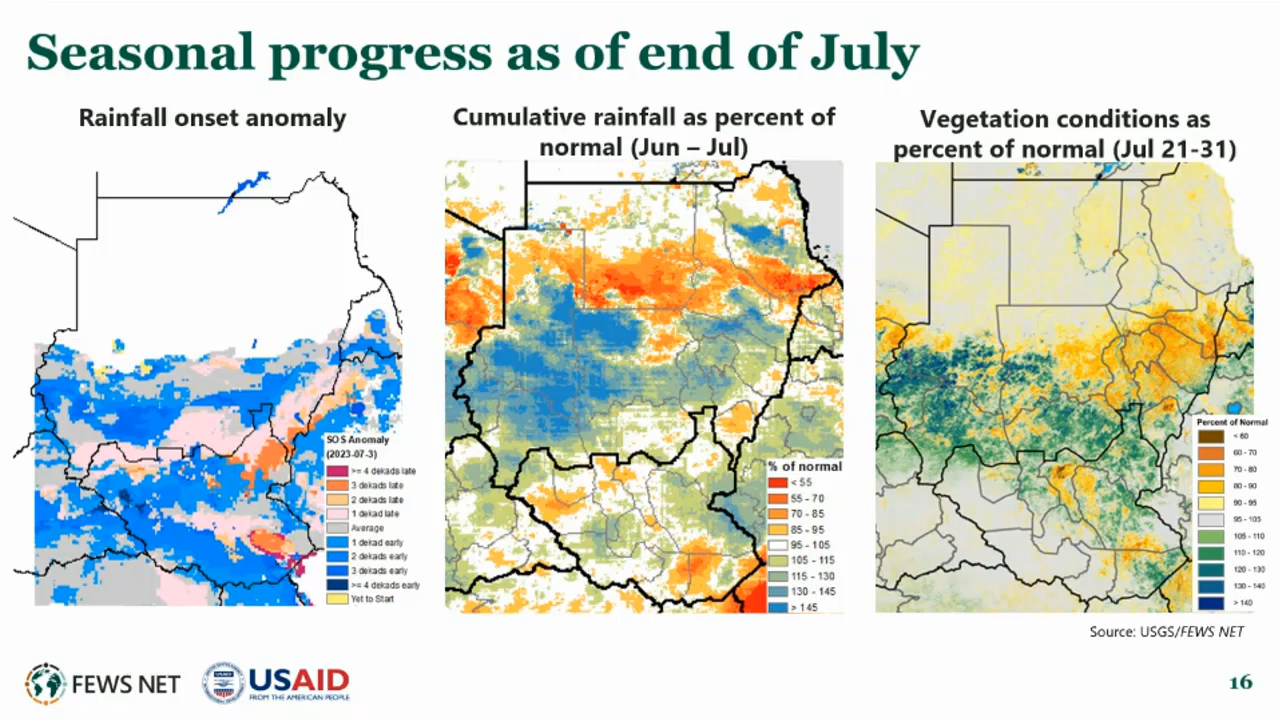 Seasonal progress as of end of July
Rainfall onset anomaly
Cumulative rainfall as percent of
normal (Jun – Jul)
Vegetation conditions as
percent of normal (Jul 21-31)
SOS Anomaly
(2023-07-3)
>= 4 dekads late
3 dekads late
2 dekads late
1 dekad late
Average
1 dekad early
2 dekads early
3 dekads early
>= 4 dekads early
Yet to Start
% of normal
< 55
55 - 70
70 - 85
85 - 95
95 - 105
105 - 115
115 - 130
130 - 145
> 145
Percent of Normal
< 60
60 - 70
70 - 80
80 - 90
90 - 95
95 - 105
105 - 110
110 - 120
120 - 130
130 - 140
> 140
Source: USGS/FEWS NET
FEWS NET
USAID
FROM THE AMERICAN PEOPLE
16